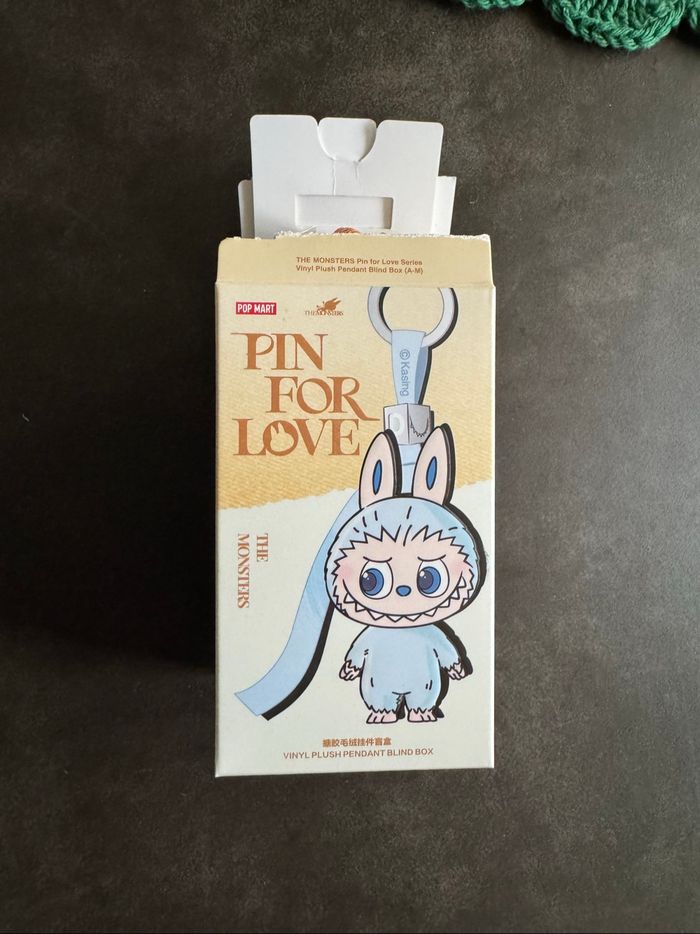 THE MONSTERS Pin for Love Series
Vinyl Plush Pendant Blind Box (A-M)
POP MART
THE MONSTERS
PIN
FOR
LOVE
© Kasing
THE
MONSTERS
搪胶毛绒挂件盲盒
VINYL PLUSH PENDANT BLIND BOX